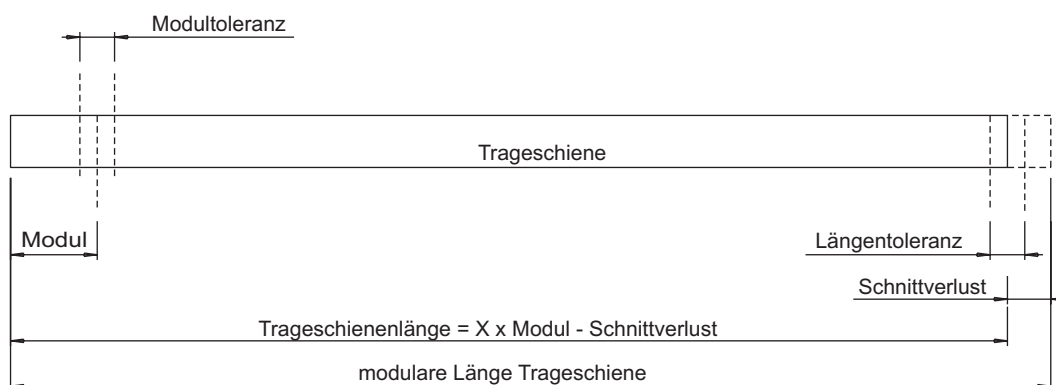 Modultoleranz
Trageschiene
Modul
Längentoleranz
Schnittverlust
Trageschienenlänge = X x Modul - Schnittverlust
modulare Länge Trageschiene